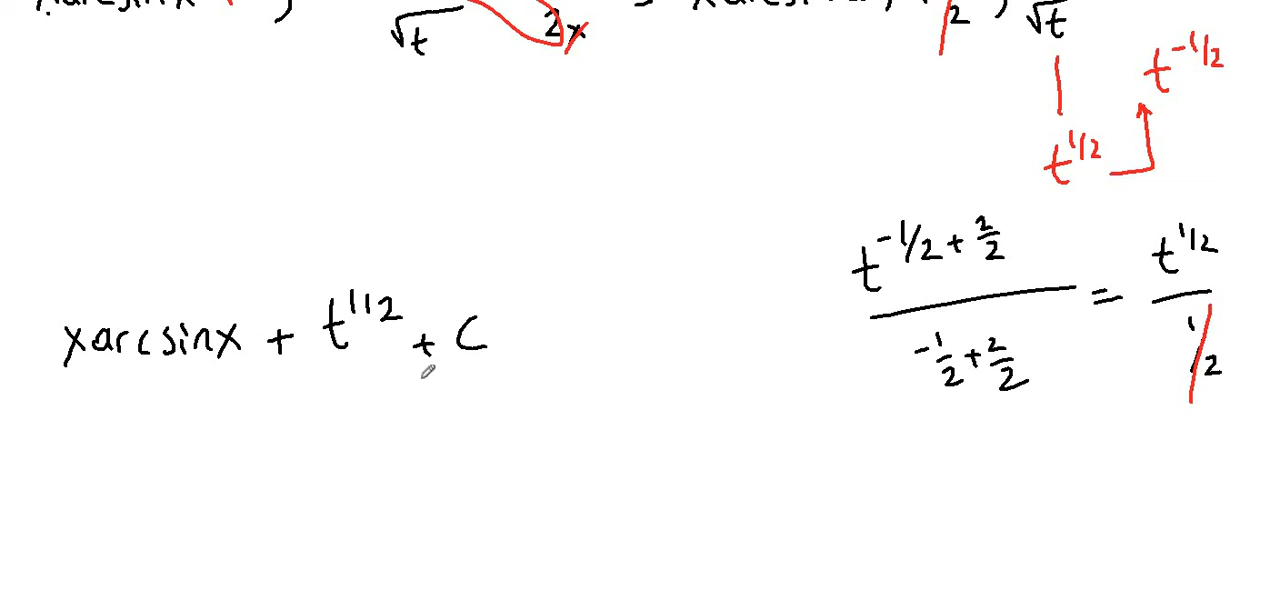 √t 2x
2 √t
t^-1/2
t^1/2
t^-1/2 + 2/2 / -1/2 + 2/2 = t^1/2 / 1/2
xarcsinx + t^1/2 + c